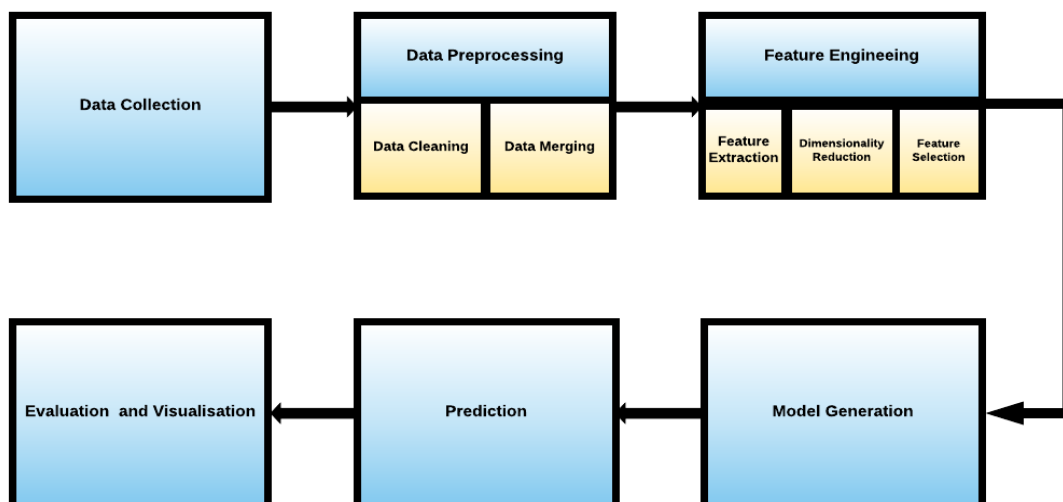 Data Collection
Data Preprocessing
Data Cleaning
Data Merging
Feature Engineeing
Feature
Extraction
Dimensionality
Reduction
Feature
Selection
Model Generation
Prediction
Evaluation and Visualisation